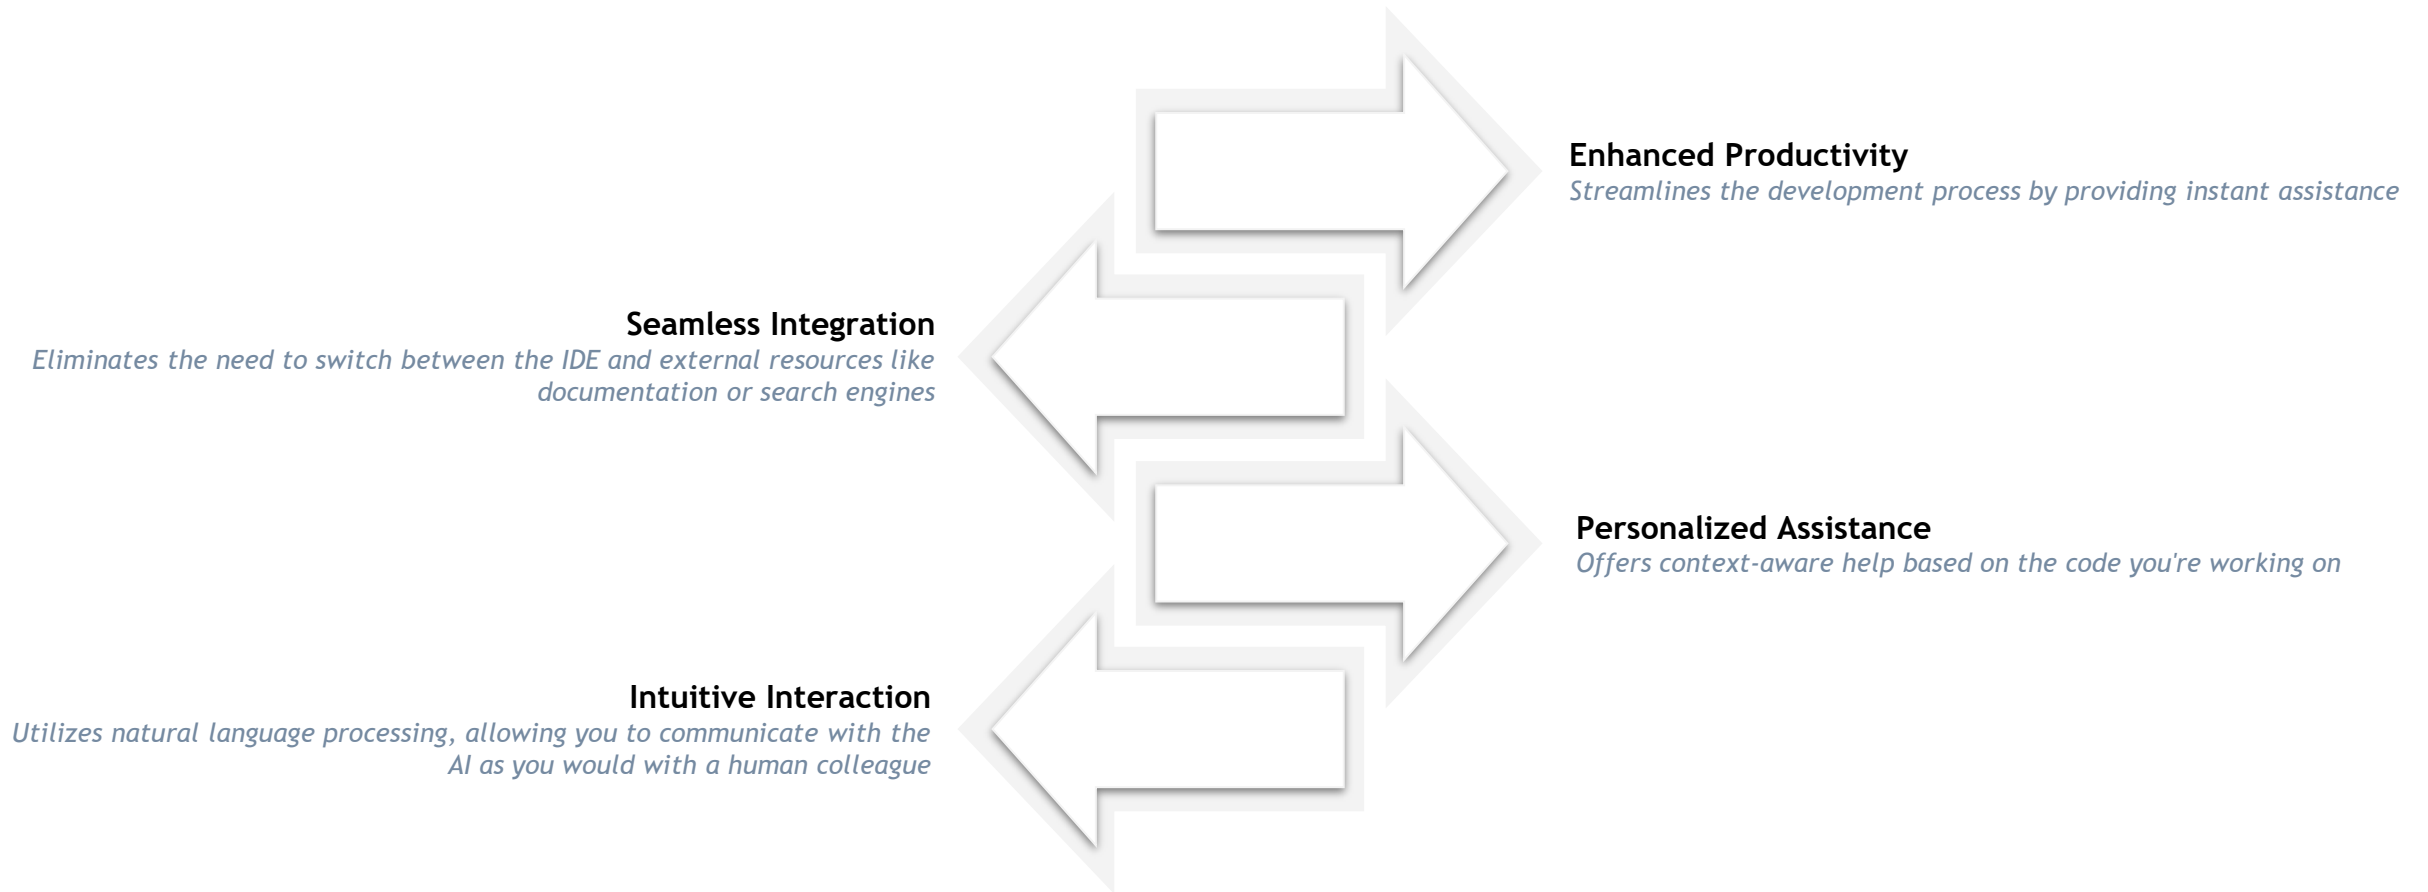 Enhanced Productivity
Streamlines the development process by providing instant assistance
Seamless Integration
Eliminates the need to switch between the IDE and external resources like
documentation or search engines
Personalized Assistance
Offers context-aware help based on the code you're working on
Intuitive Interaction
Utilizes natural language processing, allowing you to communicate with the
AI as you would with a human colleague